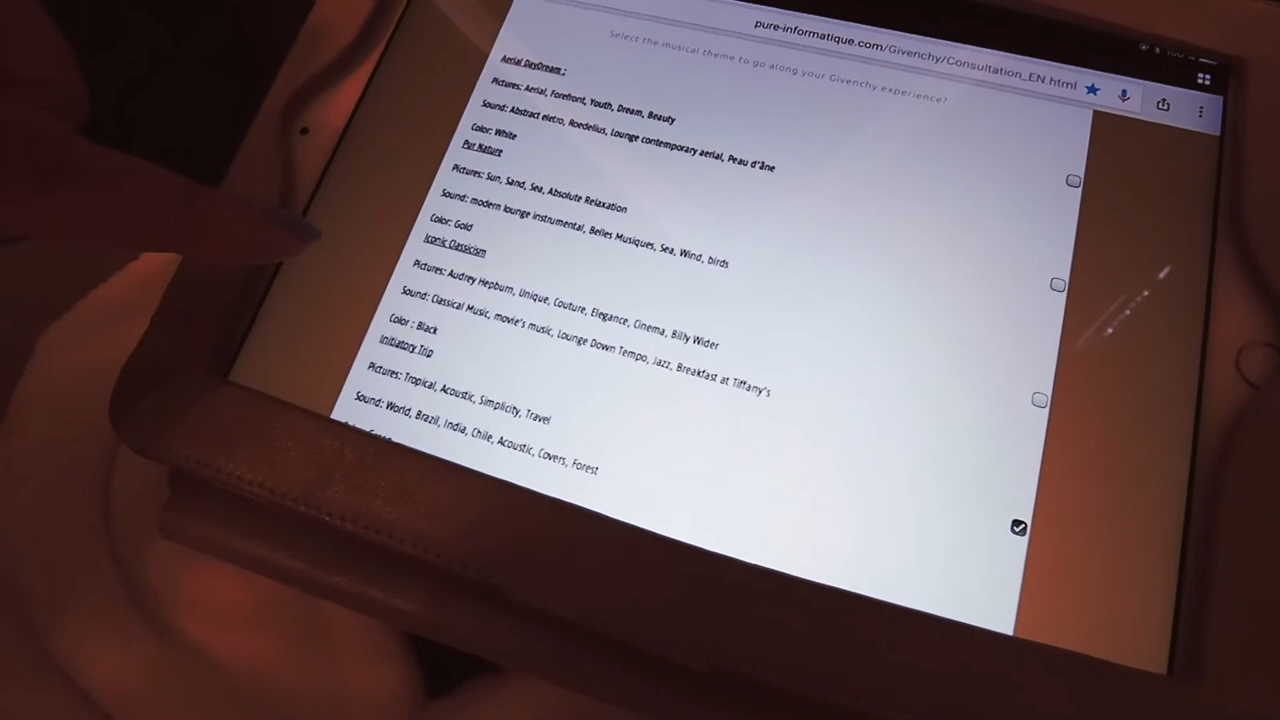 pure-informatique.com/Givenchy/Consultation_EN.html
Select the musical theme to go along your Givenchy experience?
Aerial DayDream :
Pictures: Aerial, Forefront, Youth, Dream, Beauty
Sound: Abstract eletro, Roedelius, Lounge contemporary aerial, Peau d'âne
Color: White
Pur Nature
Pictures: Sun, Sand, Sea, Absolute Relaxation
Sound: modern lounge instrumental, Belles Musiques, Sea, Wind, birds
Color: Gold
Iconic Classicism
Pictures: Audrey Hepburn, Unique, Couture, Elegance, Cinema, Billy Wider
Sound: Classical Music, movie's music, Lounge Down Tempo, Jazz, Breakfast at Tiffany's
Color : Black
Initiatory Trip
Pictures: Tropical, Acoustic, Simplicity, Travel
Sound: World, Brazil, India, Chile, Acoustic, Covers, Forest